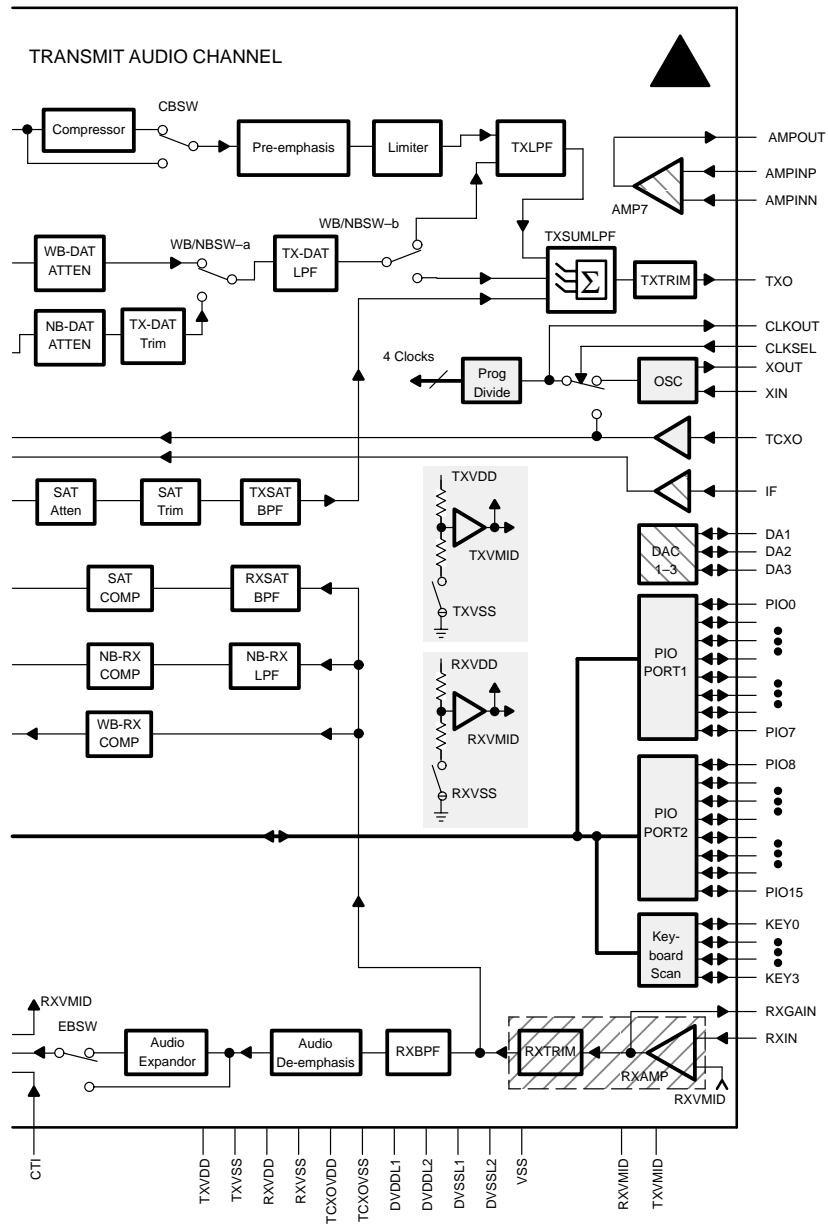 TRANSMIT AUDIO CHANNEL
CBSW
Compressor
Pre-emphasis
Limiter
TXLPF
AMPOUT
AMPINP
AMPINN
AMP7
WB/NBSW–b
WB/NBSW–a
WB-DAT
ATTEN
TX-DAT
LPF
TXSUMLPF
Σ
TXTRIM
TXO
NB-DAT
ATTEN
TX-DAT
Trim
CLKOUT
CLKSEL
XOUT
XIN
4 Clocks
Prog
Divide
OSC
TCXO
IF
SAT
Atten
SAT
Trim
TXSAT
BPF
TXVDD
TXVMID
TXVSS
DAC
1–3
DA1
DA2
DA3
SAT
COMP
RXSAT
BPF
NB-RX
COMP
NB-RX
LPF
WB-RX
COMP
RXVDD
RXVMID
RXVSS
PIO
PORT1
PIO0
PIO7
PIO
PORT2
PIO8
PIO15
Key-
board
Scan
KEY0
KEY3
RXVMID
EBSW
Audio
Expandor
Audio
De-emphasis
RXBPF
RXTRIM
RXAMP
RXGAIN
RXIN
RXVMID
CTI
TXVDD
TXVSS
RXVDD
RXVSS
TCXOVDD
TCXOVSS
DVDDL1
DVDDL2
DVSSL1
DVSSL2
VSS
RXVMID
TXVMID